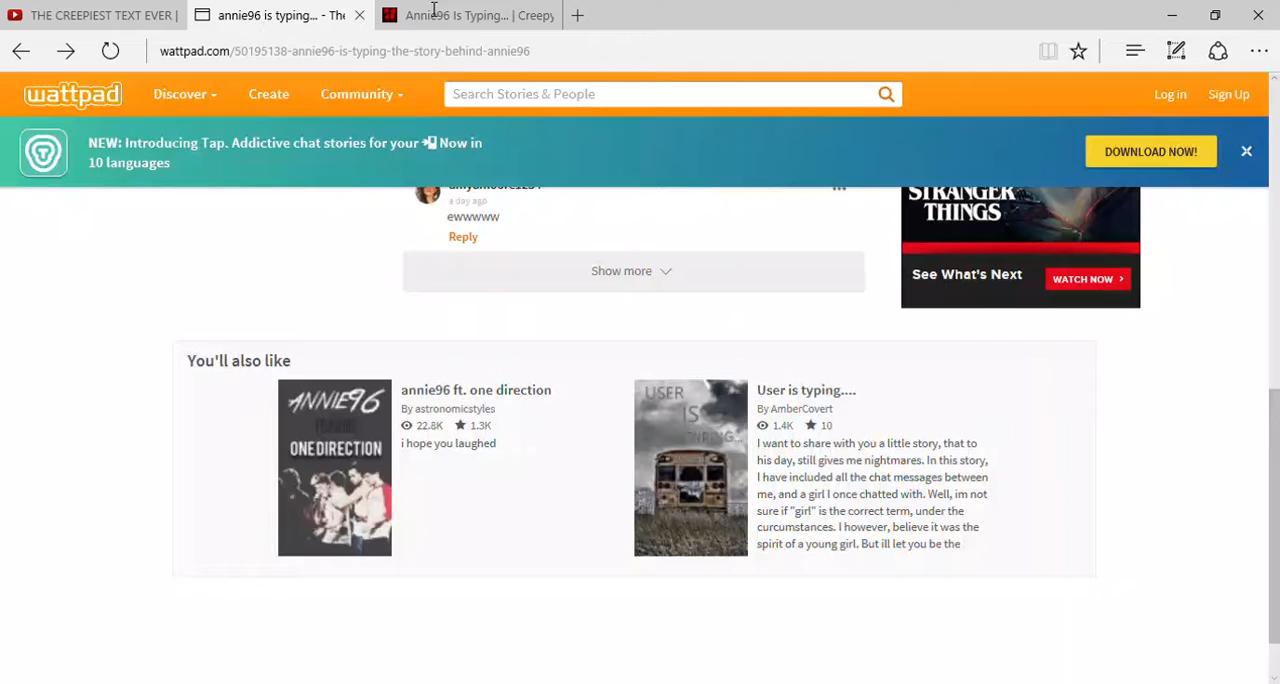 THE CREEPIEST TEXT EVER |
annie96 is typing... - The
Annie96 Is Typing... | Creepy
wattpad.com/50195138-annie96-is-typing-the-story-behind-annie96
wattpad
Discover
Create
Community
Search Stories & People
Log in
Sign Up
NEW: Introducing Tap. Addictive chat stories for your 📲 Now in
10 languages
DOWNLOAD NOW!
a day ago
ewwwww
Reply
Show more
STRANGER
THINGS
See What's Next
WATCH NOW
You'll also like
ANNIE96
ONE DIRECTION
annie96 ft. one direction
By astronomicstyles
22.8K
1.3K
i hope you laughed
USER
IS
TYPING...
User is typing....
By AmberCovert
1.4K
10
I want to share with you a little story, that to
his day, still gives me nightmares. In this story,
I have included all the chat messages between
me, and a girl I once chatted with. Well, im not
sure if "girl" is the correct term, under the
curcumstances. I however, believe it was the
spirit of a young girl. But ill let you be the